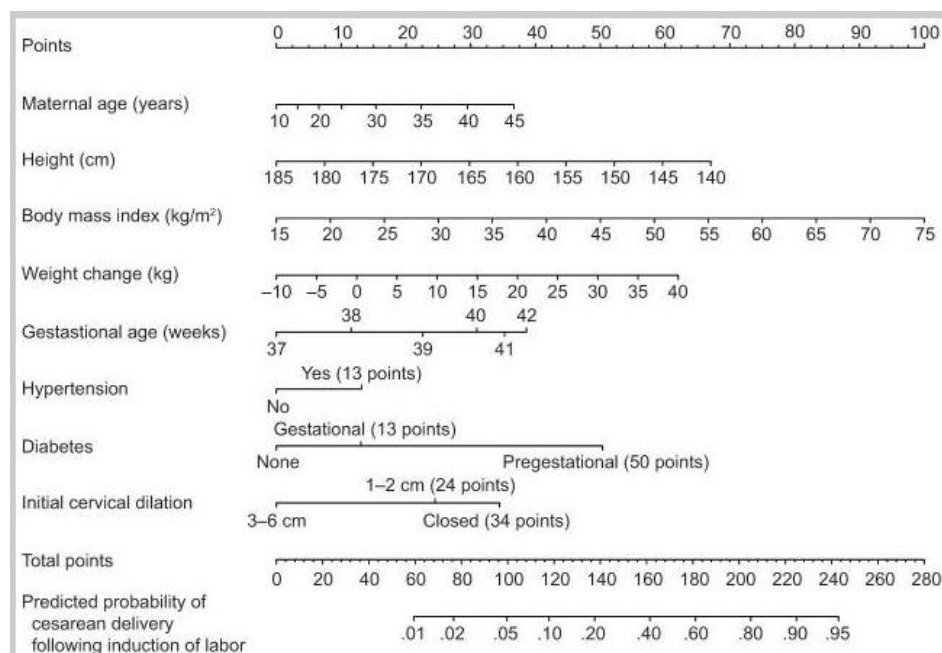 Points
0 10 20 30 40 50 60 70 80 90 100
Maternal age (years)
10 20 30 35 40 45
Height (cm)
185 180 175 170 165 160 155 150 145 140
Body mass index (kg/m²)
15 20 25 30 35 40 45 50 55 60 65 70 75
Weight change (kg)
–10 –5 0 5 10 15 20 25 30 35 40
38 40 42
Gestastional age (weeks)
37 39 41
Yes (13 points)
Hypertension
No
Gestational (13 points)
Diabetes
None Pregestational (50 points)
1–2 cm (24 points)
Initial cervical dilation
3–6 cm Closed (34 points)
Total points
0 20 40 60 80 100 120 140 160 180 200 220 240 260 280
Predicted probability of
cesarean delivery
following induction of labor
.01 .02 .05 .10 .20 .40 .60 .80 .90 .95